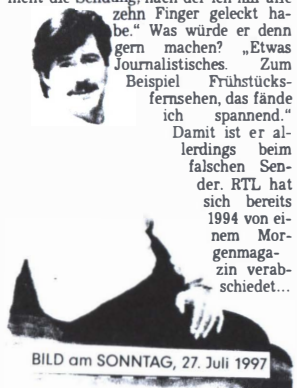 ment die Sendung, nach der ich mir alle
zehn Finger geleckt ha-
be.“ Was würde er denn
gern machen? „Etwas
Journalistisches. Zum
Beispiel Frühstücks-
fernsehen, das fände
ich spannend.“
Damit ist er al-
lerdings beim
falschen Sen-
der. RTL hat
sich bereits
1994 von ei-
nem Mor-
genmaga-
zin verab-
schiedet...
BILD am SONNTAG, 27. Juli 1997